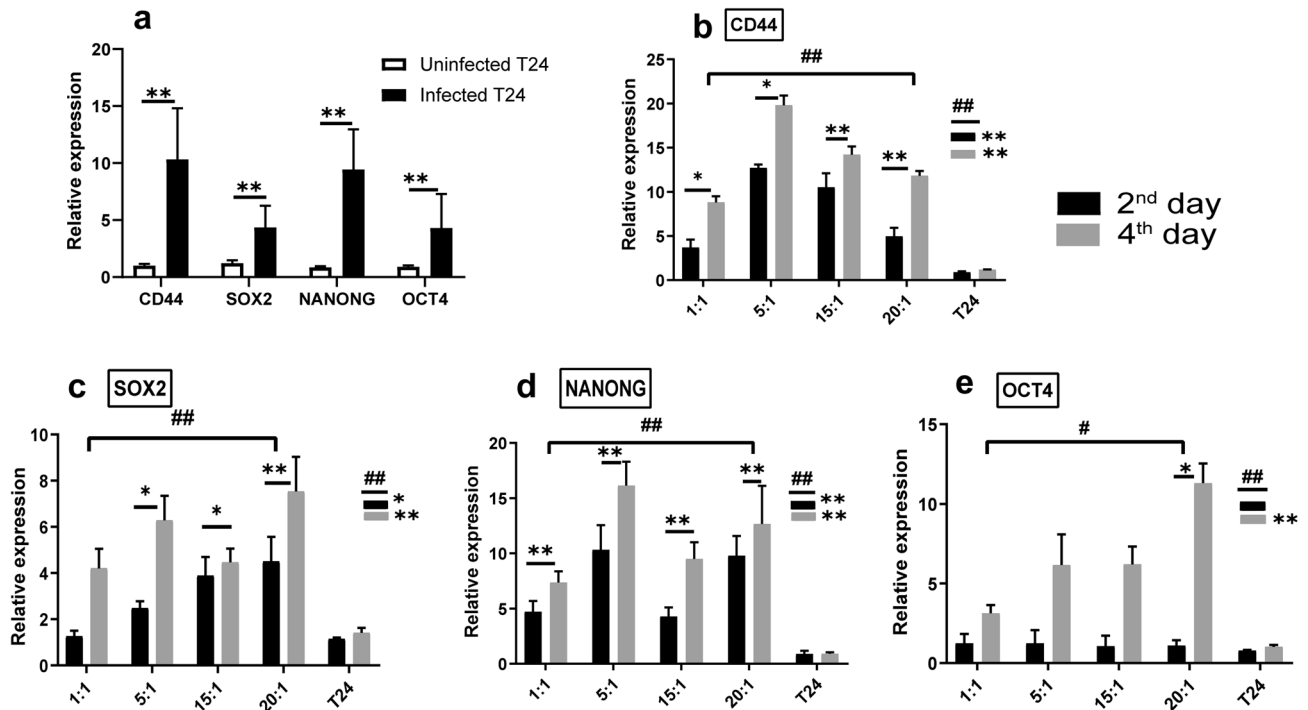 a
Relative expression
20
15
10
5
0
**
**
**
**
Uninfected T24
Infected T24
CD44
SOX2
NANONG
OCT4
b
CD44
Relative expression
25
20
15
10
5
0
##
*
*
**
**
##
**
**
1:1
5:1
15:1
20:1
T24
2nd day
4th day
c
SOX2
Relative expression
10
8
6
4
2
0
##
*
*
**
##
*
**
1:1
5:1
15:1
20:1
T24
d
NANONG
Relative expression
20
15
10
5
0
##
**
**
**
**
##
**
**
1:1
5:1
15:1
20:1
T24
e
OCT4
Relative expression
15
10
5
0
#
*
##
**
1:1
5:1
15:1
20:1
T24